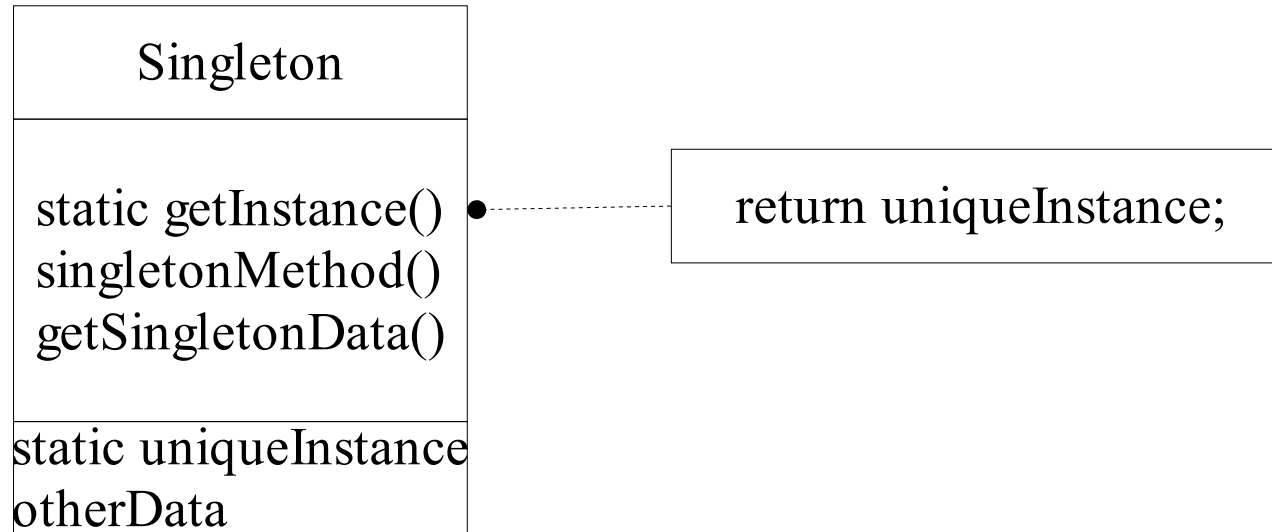 Singleton
static getInstance()
singletonMethod()
getSingletonData()
static uniqueInstance
otherData
return uniqueInstance;